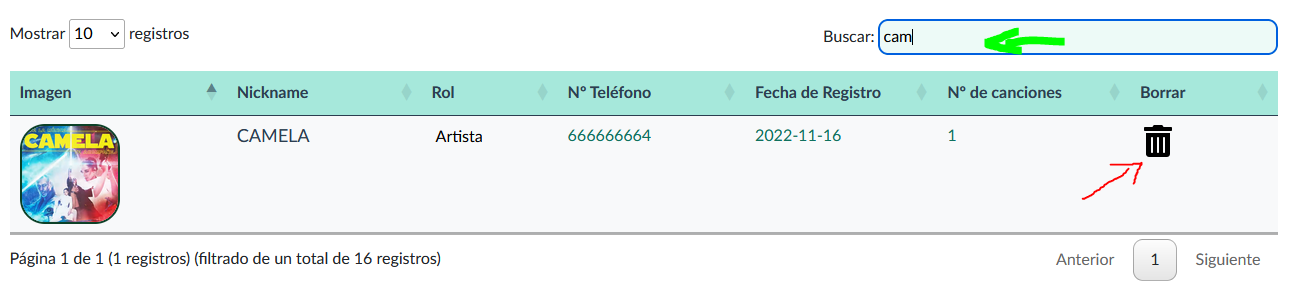 Mostrar 10 registros
Buscar: cam
Imagen Nickname Rol Nº Teléfono Fecha de Registro Nº de canciones Borrar
CAMELA CAMELA Artista 666666664 2022-11-16 1
Página 1 de 1 (1 registros) (filtrado de un total de 16 registros)
Anterior 1 Siguiente